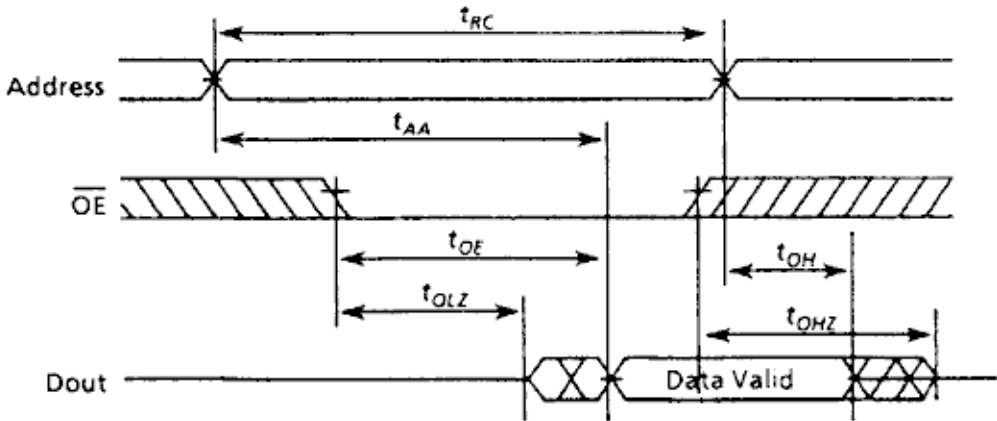 tRC
Address
tAA
OE
tOE
tOH
tOLZ
tOHZ
Dout
Data Valid